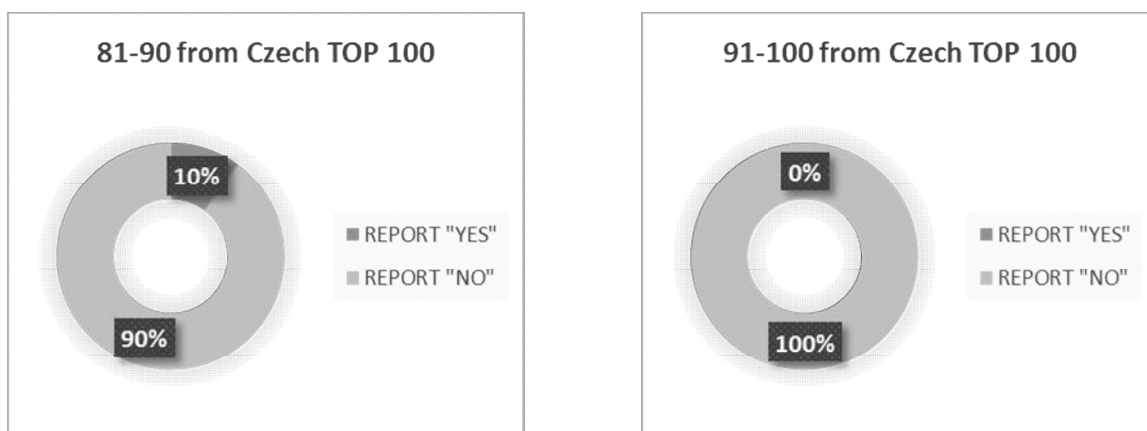 81-90 from Czech TOP 100
10%
90%
REPORT "YES"
REPORT "NO"
91-100 from Czech TOP 100
0%
100%
REPORT "YES"
REPORT "NO"